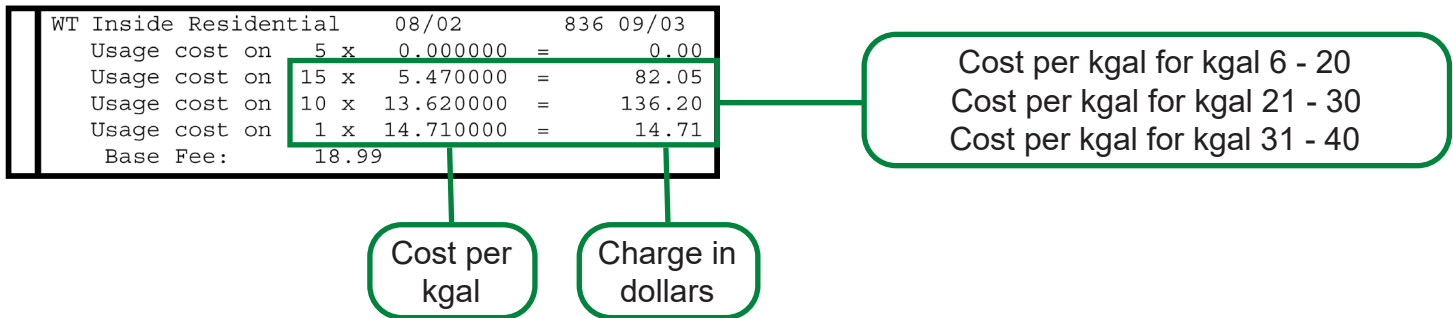 WT Inside Residential 08/02 836 09/03
Usage cost on 5 x 0.000000 = 0.00
Usage cost on 15 x 5.470000 = 82.05
Usage cost on 10 x 13.620000 = 136.20
Usage cost on 1 x 14.710000 = 14.71
Base Fee: 18.99
Cost per kgal for kgal 6 - 20
Cost per kgal for kgal 21 - 30
Cost per kgal for kgal 31 - 40
Cost per
kgal
Charge in
dollars